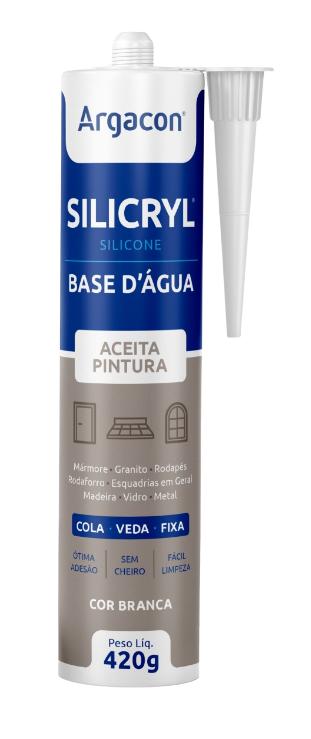 Argacon®
SILICRYL®
SILICONE
BASE D'ÁGUA
ACEITA
PINTURA
Mármore • Granito • Rodapés
Rodaforro • Esquadrias em Geral
Madeira • Vidro • Metal
COLA • VEDA • FIXA
ÓTIMA ADESÃO
SEM CHEIRO
FÁCIL LIMPEZA
COR BRANCA
Peso Líq.
420g